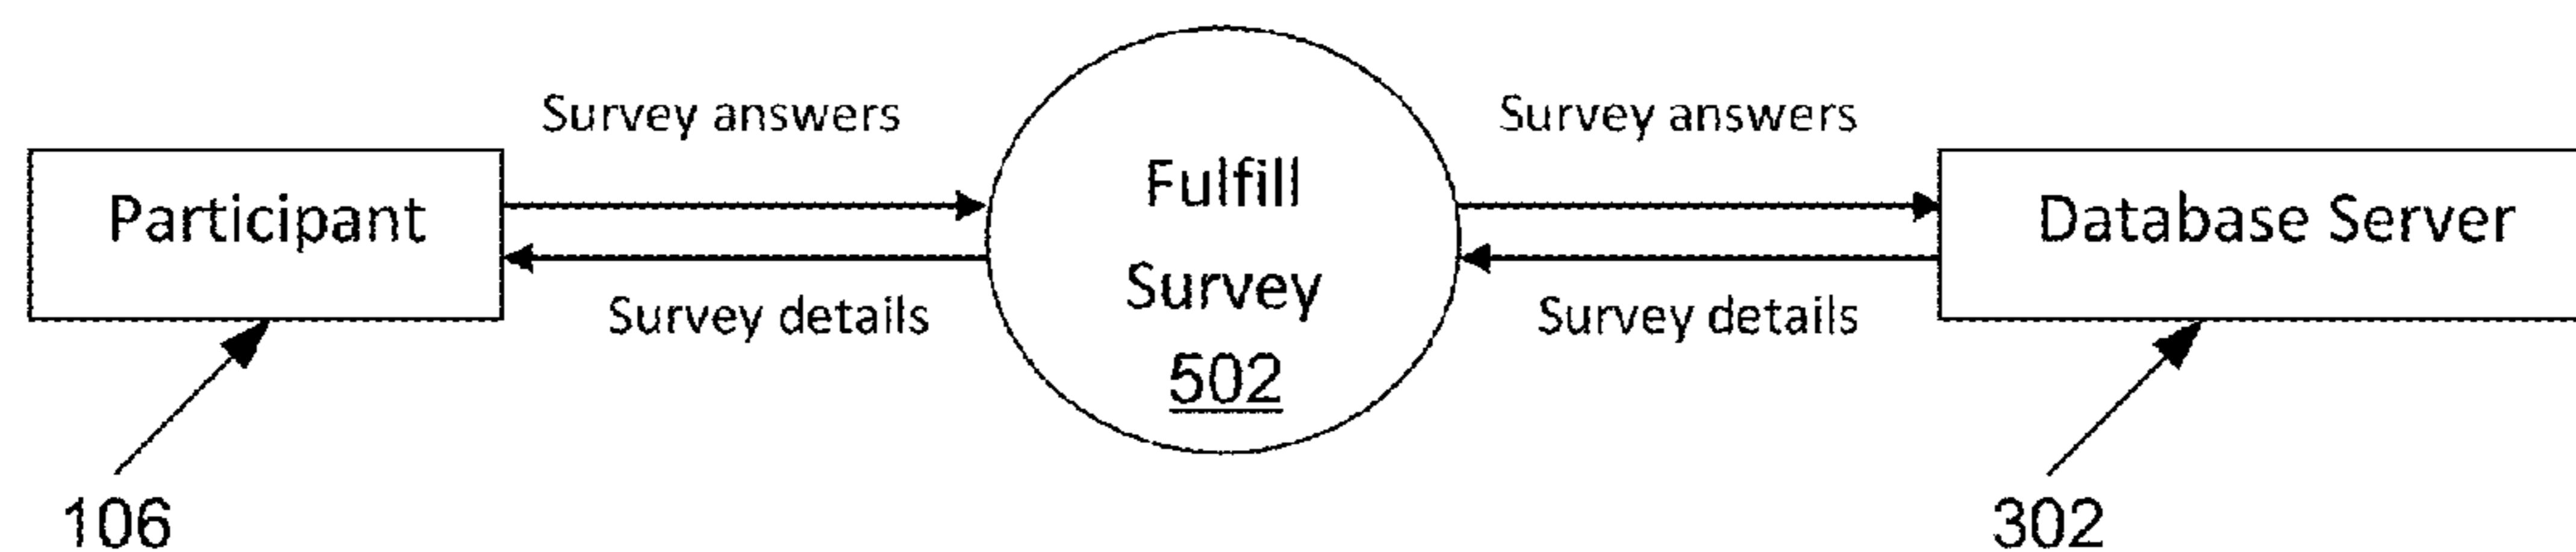 Survey answers
Survey answers
Participant
Fulfill
Survey
502
Database Server
Survey details
Survey details
106
302